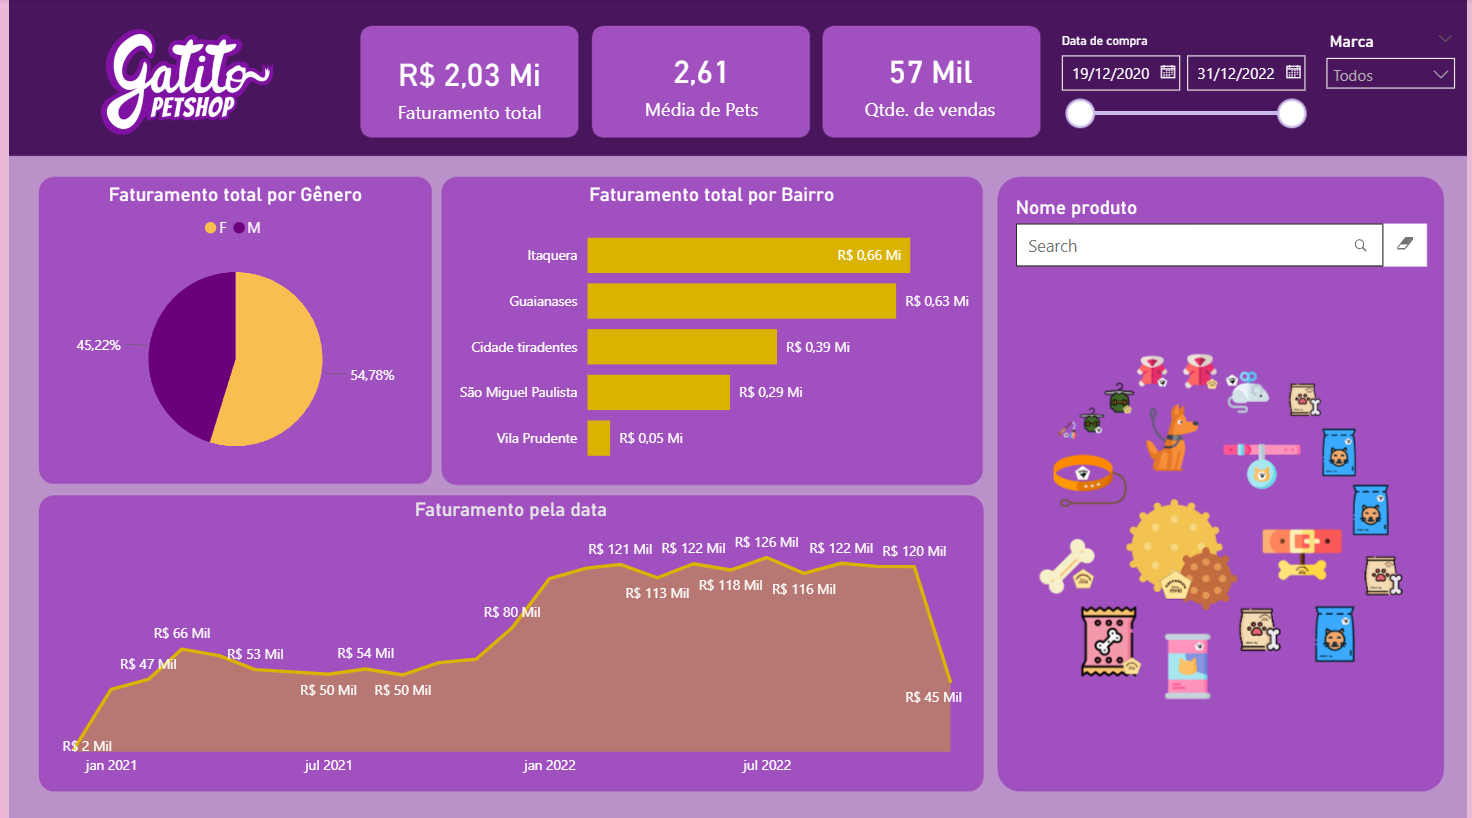 gatito
PETSHOP
R$ 2,03 Mi
Faturamento total
2,61
Média de Pets
57 Mil
Qtde. de vendas
Data de compra
19/12/2020
31/12/2022
Marca
Todos
Faturamento total por Gênero
F M
45,22%
54,78%
Faturamento total por Bairro
Itaquera R$ 0,66 Mi
Guaianases R$ 0,63 Mi
Cidade tiradentes R$ 0,39 Mi
São Miguel Paulista R$ 0,29 Mi
Vila Prudente R$ 0,05 Mi
Nome produto
Search
Faturamento pela data
R$ 2 Mil
R$ 47 Mil
R$ 66 Mil
R$ 53 Mil
R$ 50 Mil
R$ 54 Mil
R$ 50 Mil
R$ 80 Mil
R$ 121 Mil
R$ 113 Mil
R$ 122 Mil
R$ 118 Mil
R$ 126 Mil
R$ 116 Mil
R$ 122 Mil
R$ 120 Mil
R$ 45 Mil
jan 2021 jul 2021 jan 2022 jul 2022